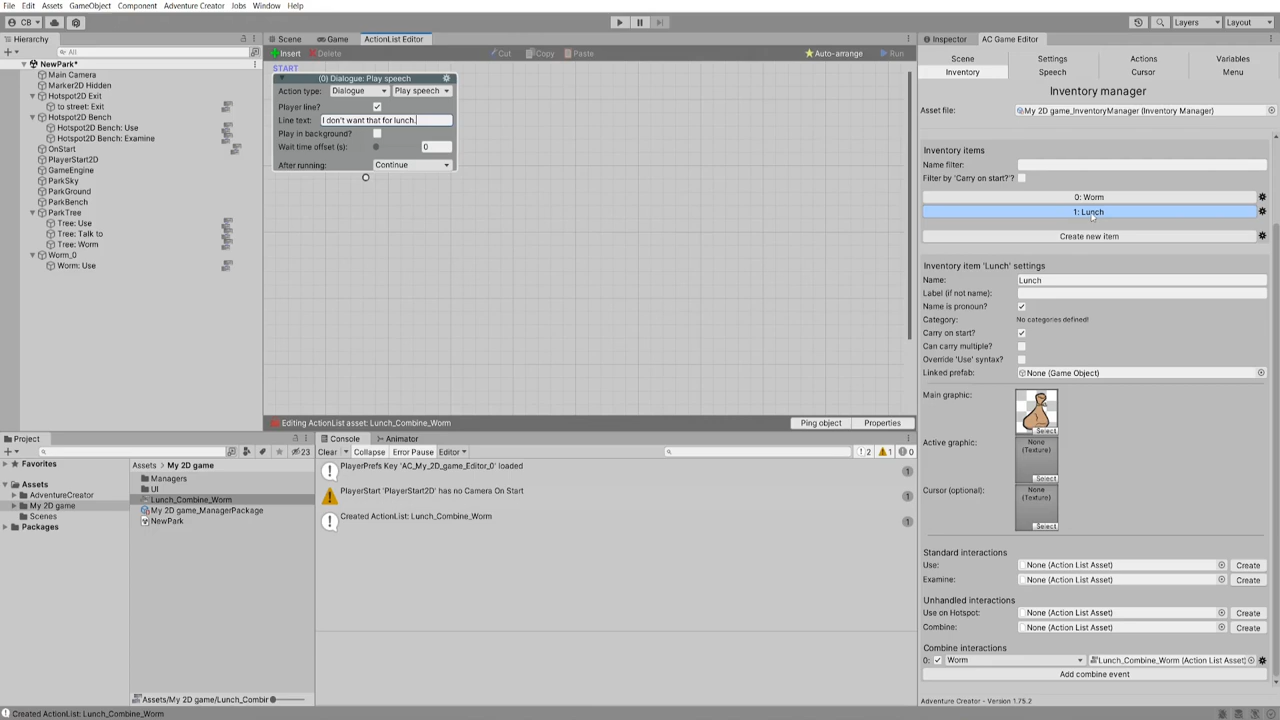 File Edit Assets GameObject Component Adventure Creator Jobs Window Help
CB Layers Layout
Hierarchy
All
NewPark*
Main Camera
Marker2D Hidden
Hotspot2D Exit
to street: Exit
Hotspot2D Bench
Hotspot2D Bench: Use
Hotspot2D Bench: Examine
OnStart
PlayerStart2D
GameEngine
ParkSky
ParkGround
ParkBench
ParkTree
Tree: Use
Tree: Talk to
Tree: Worm
Worm_0
Worm: Use
Scene Game ActionList Editor
Insert Delete Cut Copy Paste Auto-arrange Run
START
(0) Dialogue: Play speech
Action type: Dialogue Play speech
Player line?
Line text: I don't want that for lunch.
Play in background?
Wait time offset (s): 0
After running: Continue
Editing ActionList asset: Lunch_Combine_Worm Ping object Properties
Project
23
Favorites
Assets
AdventureCreator
My 2D game
Scenes
Packages
Assets > My 2D game
Managers
UI
Lunch_Combine_Worm
My 2D game_ManagerPackage
NewPark
Assets/My 2D game/Lunch_Combir
Console Animator
Clear Collapse Error Pause Editor 2 1 0
PlayerPrefs Key 'AC_My_2D_game_Editor_0' loaded 1
PlayerStart 'PlayerStart2D' has no Camera On Start 1
Created ActionList: Lunch_Combine_Worm 1
Inspector AC Game Editor
Scene Settings Actions Variables
Inventory Speech Cursor Menu
Inventory manager
Asset file: My 2D game_InventoryManager (Inventory Manager)
Inventory items
Name filter:
Filter by 'Carry on start?'?
0: Worm
1: Lunch
Create new item
Inventory item 'Lunch' settings
Name: Lunch
Label (if not name):
Name is pronoun?
Category: No categories defined!
Carry on start?
Can carry multiple?
Override 'Use' syntax?
Linked prefab: None (Game Object)
Main graphic:
Select
Active graphic: None (Texture)
Select
Cursor (optional): None (Texture)
Select
Standard interactions
Use: None (Action List Asset) Create
Examine: None (Action List Asset) Create
Unhandled interactions
Use on Hotspot: None (Action List Asset) Create
Combine: None (Action List Asset) Create
Combine interactions
0: Worm Lunch_Combine_Worm (Action List Asset)
Add combine event
Adventure Creator - Version 1.75.2
Created ActionList: Lunch_Combine_Worm